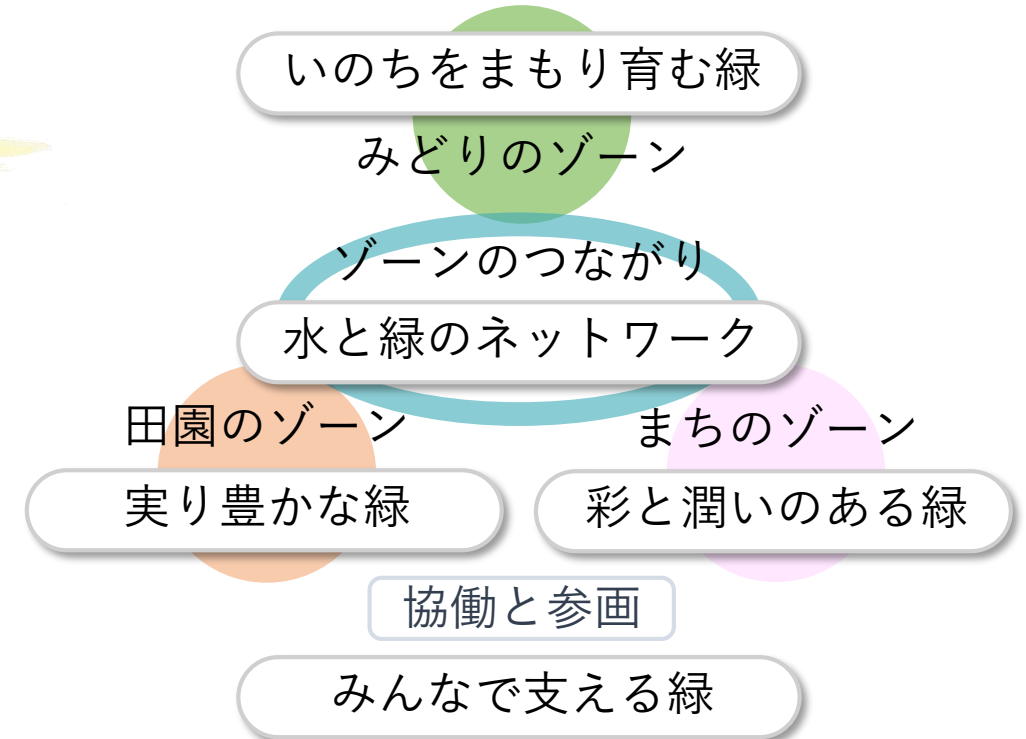 いのちをまもり育む緑
みどりのゾーン
ゾーンのつながり
水と緑のネットワーク
田園のゾーン
まちのゾーン
実り豊かな緑
彩と潤いのある緑
協働と参画
みんなで支える緑